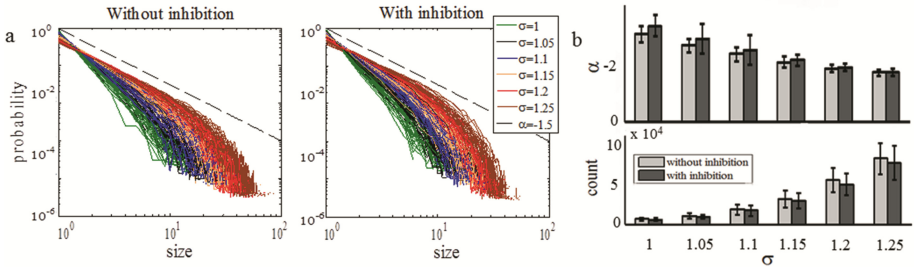 a
Without inhibition
With inhibition
10^0
10^-2
10^-4
10^-6
probability
10^0
10^1
10^2
size
10^0
10^-2
10^-4
10^-6
10^0
10^1
10^2
size
σ=1
σ=1.05
σ=1.1
σ=1.15
σ=1.2
σ=1.25
α=-1.5
b
α
-2
0
x 10^4
10
5
0
count
without inhibition
with inhibition
1
1.05
1.1
1.15
1.2
1.25
σ